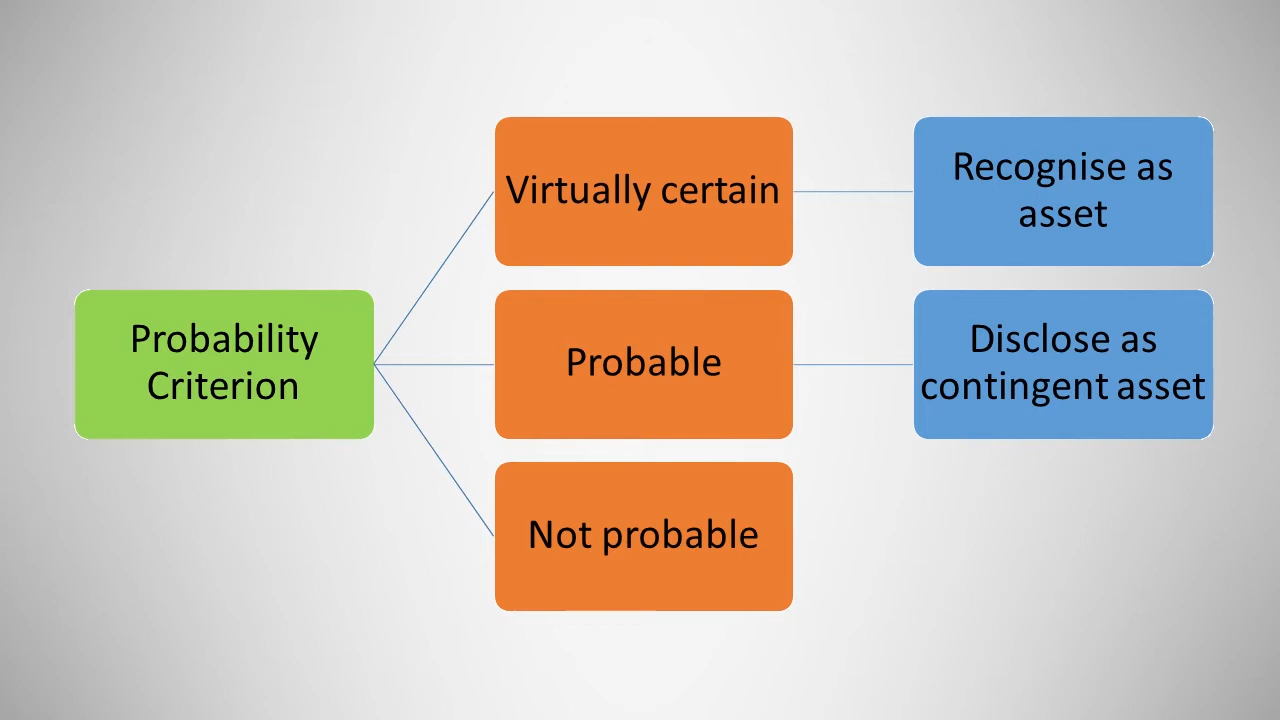 Probability
Criterion
Virtually certain
Recognise as
asset
Probable
Disclose as
contingent asset
Not probable